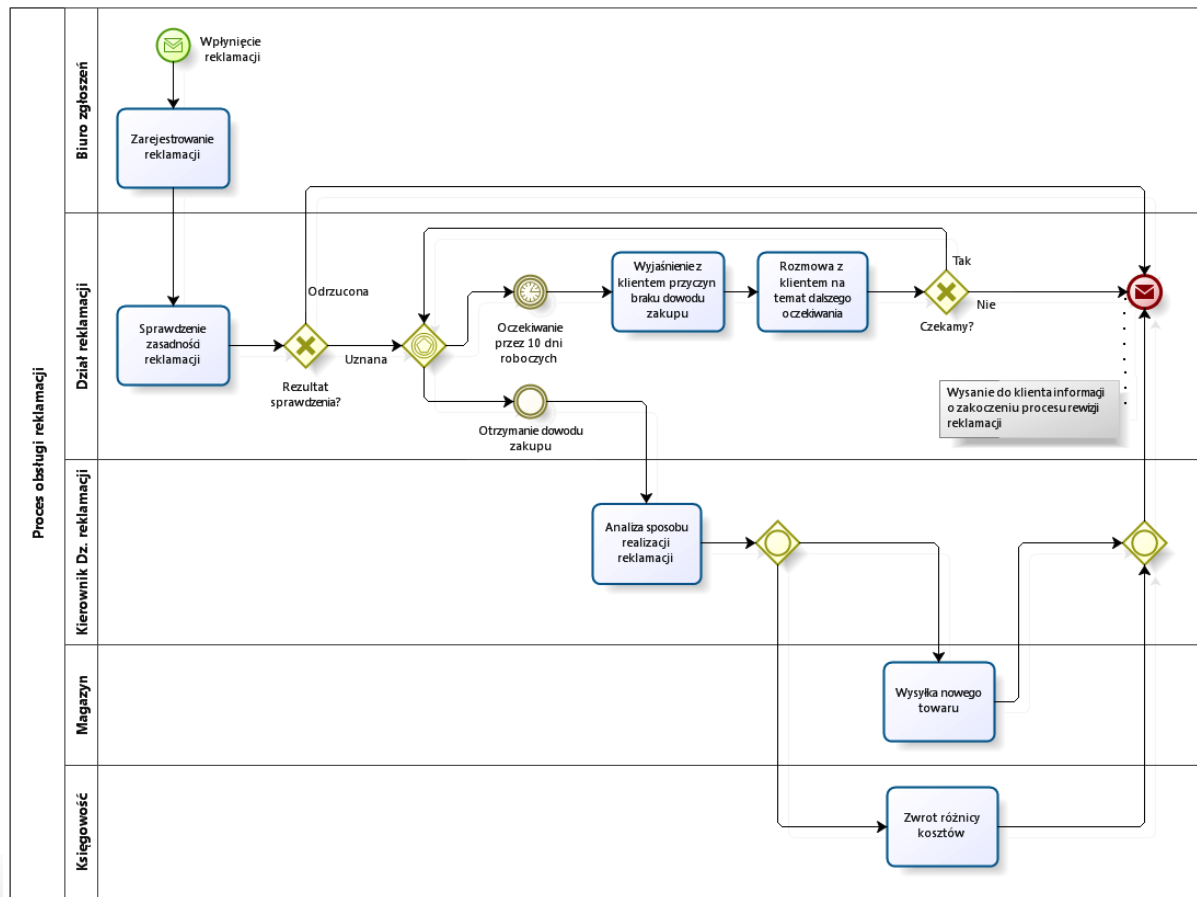 Proces obsługi reklamacji
Biuro zgłoszeń
Wpłynięcie
reklamacji
Zarejestrowanie
reklamacji
Dział reklamacji
Sprawdzenie
zasadności
reklamacji
Odrzucona
Rezultat
sprawdzenia?
Uznana
Oczekiwanie
przez 10 dni
roboczych
Otrzymanie dowodu
zakupu
Wyjaśnienie z
klientem przyczyn
braku dowodu
zakupu
Rozmowa z
klientem na
temat dalszego
oczekiwania
Tak
Czekamy?
Nie
Wysanie do klienta informacji
o zakoczeniu procesu rewizji
reklamacji
Kierownik Dz. reklamacji
Analiza sposobu
realizacji
reklamacji
Magazyn
Wysyłka nowego
towaru
Księgowość
Zwrot różnicy
kosztów